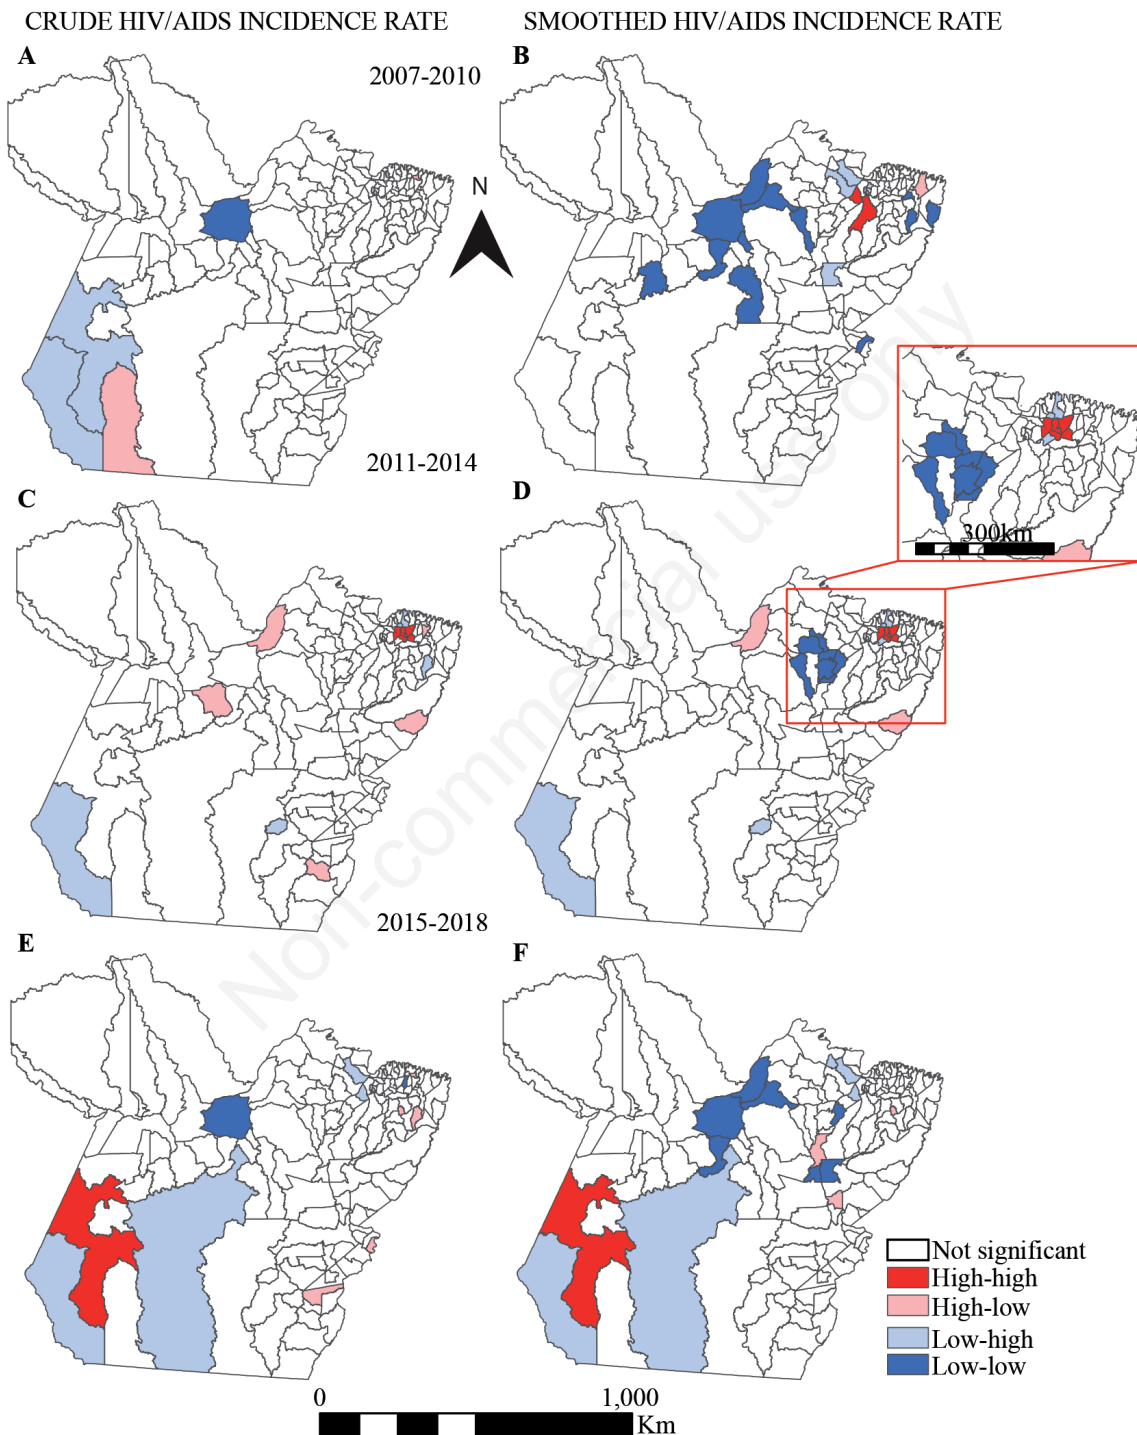 CRUDE HIV/AIDS INCIDENCE RATE
SMOOTHED HIV/AIDS INCIDENCE RATE
A
2007-2010
B
N
2011-2014
C
D
300km
2015-2018
E
F
Not significant
High-high
High-low
Low-high
Low-low
0 1,000
Km
Non-commercial use only